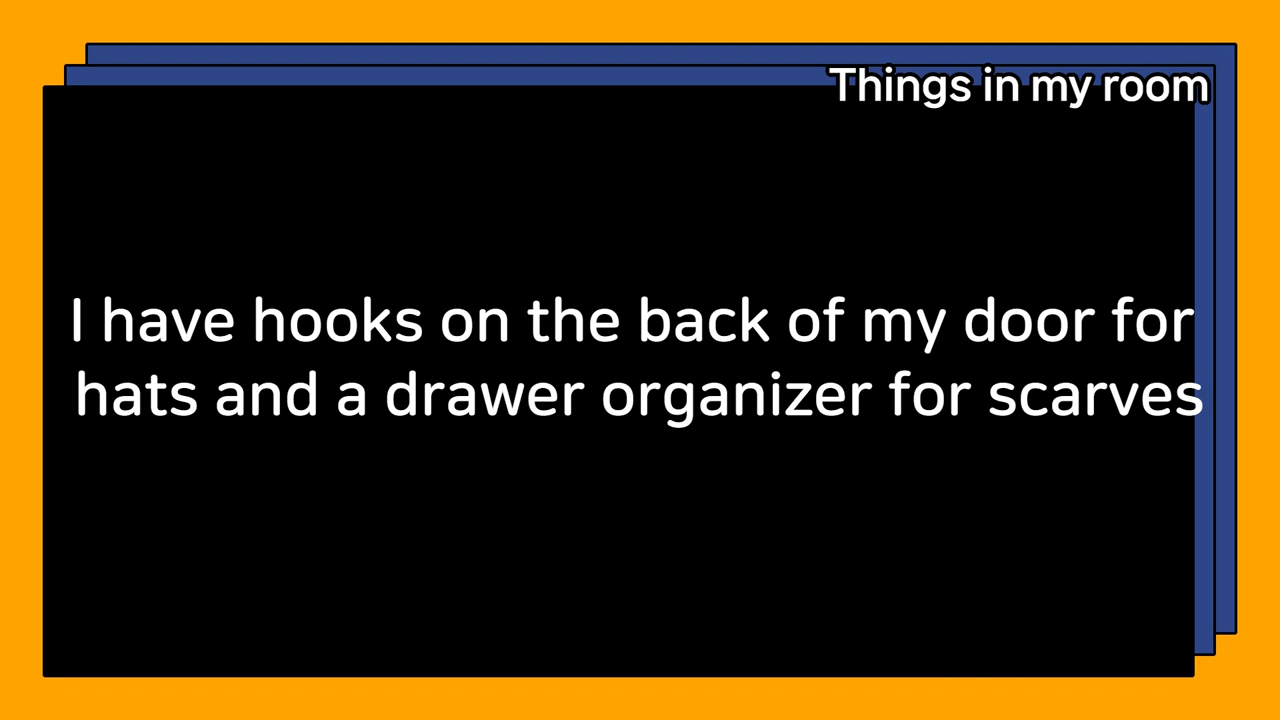 Things in my room
I have hooks on the back of my door for
hats and a drawer organizer for scarves